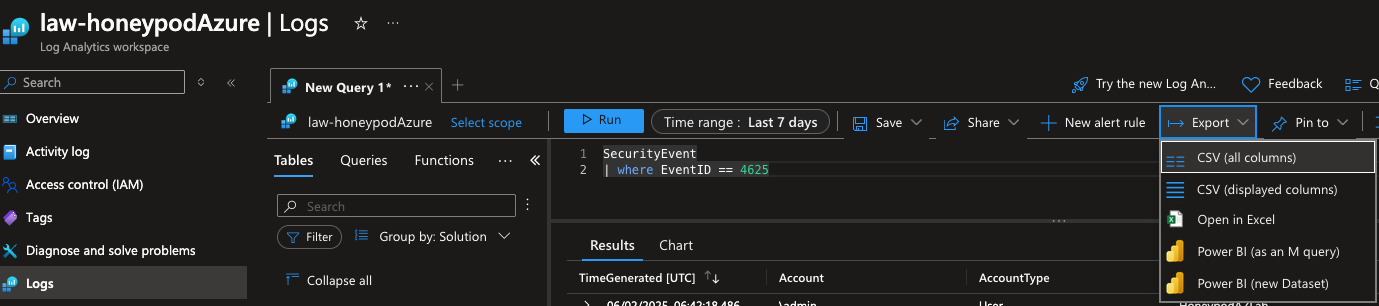 law-honeypodAzure | Logs ☆ ...
Log Analytics workspace
Search
Overview
Activity log
Access control (IAM)
Tags
Diagnose and solve problems
Logs
New Query 1* ...
Try the new Log An... Feedback
law-honeypodAzure Select scope Run Time range : Last 7 days Save Share New alert rule Export Pin to
Tables Queries Functions ...
Search
Filter Group by: Solution
Collapse all
1 SecurityEvent
2 | where EventID == 4625
Results Chart
TimeGenerated [UTC] Account AccountType
CSV (all columns)
CSV (displayed columns)
Open in Excel
Power BI (as an M query)
Power BI (new Dataset)